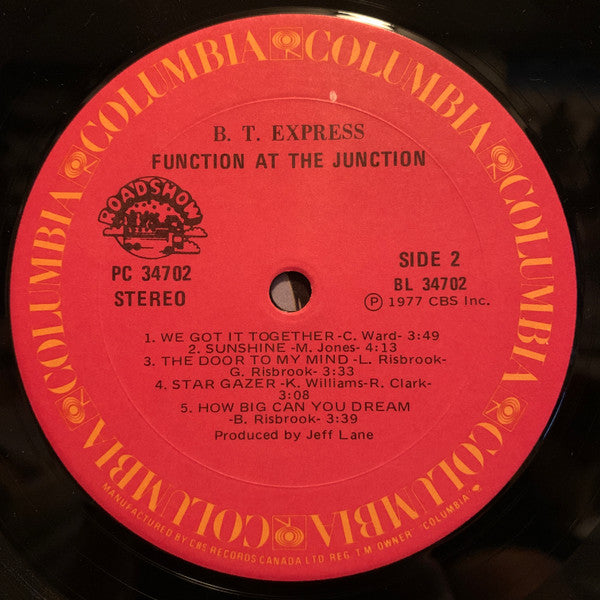 COLUMBIA COLUMBIA COLUMBIA COLUMBIA COLUMBIA COLUMBIA COLUMBIA COLUMBIA
B. T. EXPRESS
FUNCTION AT THE JUNCTION
ROADSHOW
PC 34702
STEREO
SIDE 2
BL 34702
Ⓟ 1977 CBS Inc.
1. WE GOT IT TOGETHER -C. Ward- 3:49
2. SUNSHINE -M. Jones- 4:13
3. THE DOOR TO MY MIND -L. Risbrook-
G. Risbrook- 3:33
4. STAR GAZER -K. Williams-R. Clark-
3:08
5. HOW BIG CAN YOU DREAM
-B. Risbrook- 3:39
Produced by Jeff Lane
MANUFACTURED BY CBS RECORDS CANADA LTD REG. T.M. OWNER "COLUMBIA"